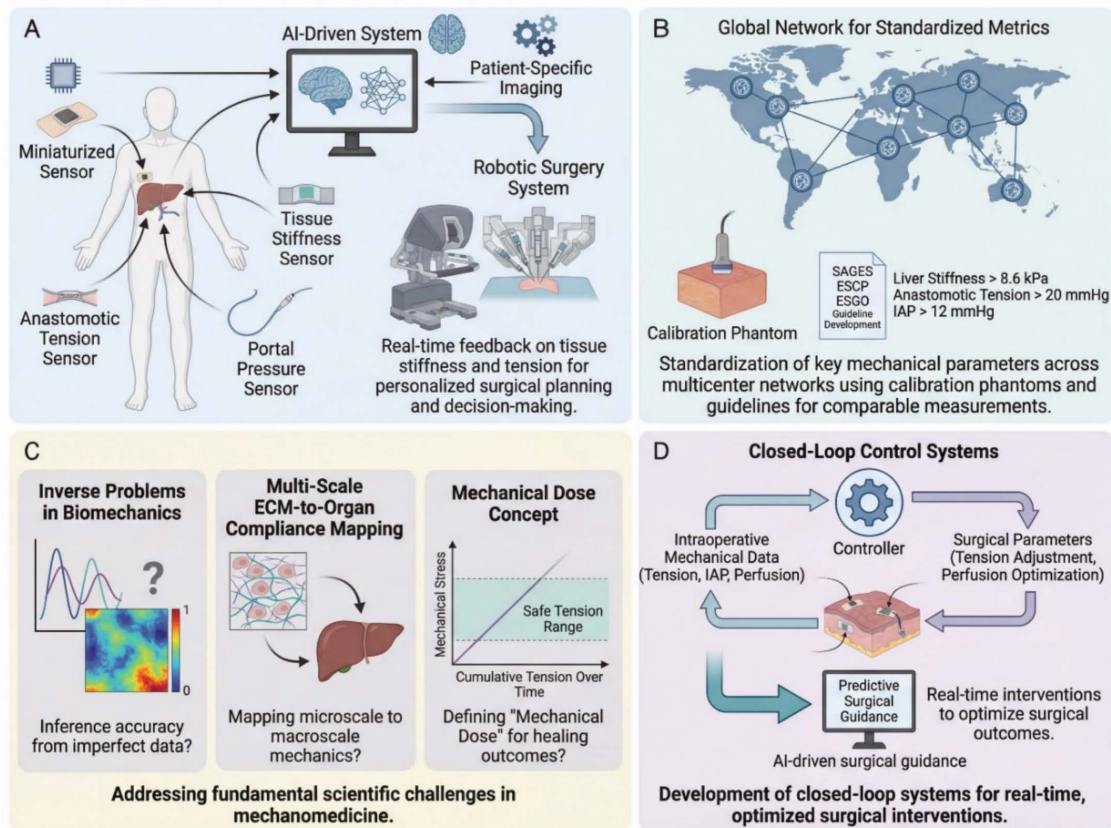 A
AI-Driven System
Patient-Specific
Imaging
Miniaturized
Sensor
Robotic Surgery
System
Tissue
Stiffness
Sensor
Anastomotic
Tension
Sensor
Portal
Pressure
Sensor
Real-time feedback on tissue
stiffness and tension for
personalized surgical planning
and decision-making.
B
Global Network for Standardized Metrics
Calibration Phantom
SAGES
ESCP
ESGO
Guideline
Development
Liver Stiffness > 8.6 kPa
Anastomotic Tension > 20 mmHg
IAP > 12 mmHg
Standardization of key mechanical parameters across
multicenter networks using calibration phantoms and
guidelines for comparable measurements.
C
Inverse Problems
in Biomechanics
?
1
0
Inference accuracy
from imperfect data?
Multi-Scale
ECM-to-Organ
Compliance Mapping
Mapping microscale to
macroscale
mechanics?
Mechanical Dose
Concept
Mechanical Stress
Safe Tension
Range
Cumulative Tension Over
Time
Defining "Mechanical
Dose" for healing
outcomes?
Addressing fundamental scientific challenges in
mechanomedicine.
D
Closed-Loop Control Systems
Intraoperative
Mechanical Data
(Tension, IAP, Perfusion)
Controller
Surgical Parameters
(Tension Adjustment,
Perfusion Optimization)
Predictive
Surgical
Guidance
AI-driven surgical guidance
Real-time interventions
to optimize surgical
outcomes.
Development of closed-loop systems for real-time,
optimized surgical interventions.